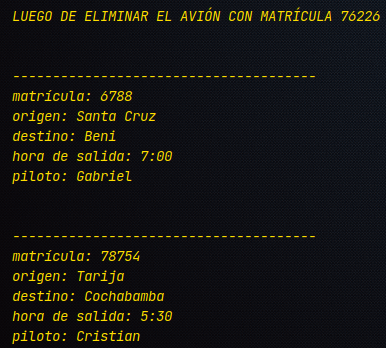 LUEGO DE ELIMINAR EL AVIÓN CON MATRÍCULA 76226
--------------------------------------
matrícula: 6788
origen: Santa Cruz
destino: Beni
hora de salida: 7:00
piloto: Gabriel
--------------------------------------
matrícula: 78754
origen: Tarija
destino: Cochabamba
hora de salida: 5:30
piloto: Cristian